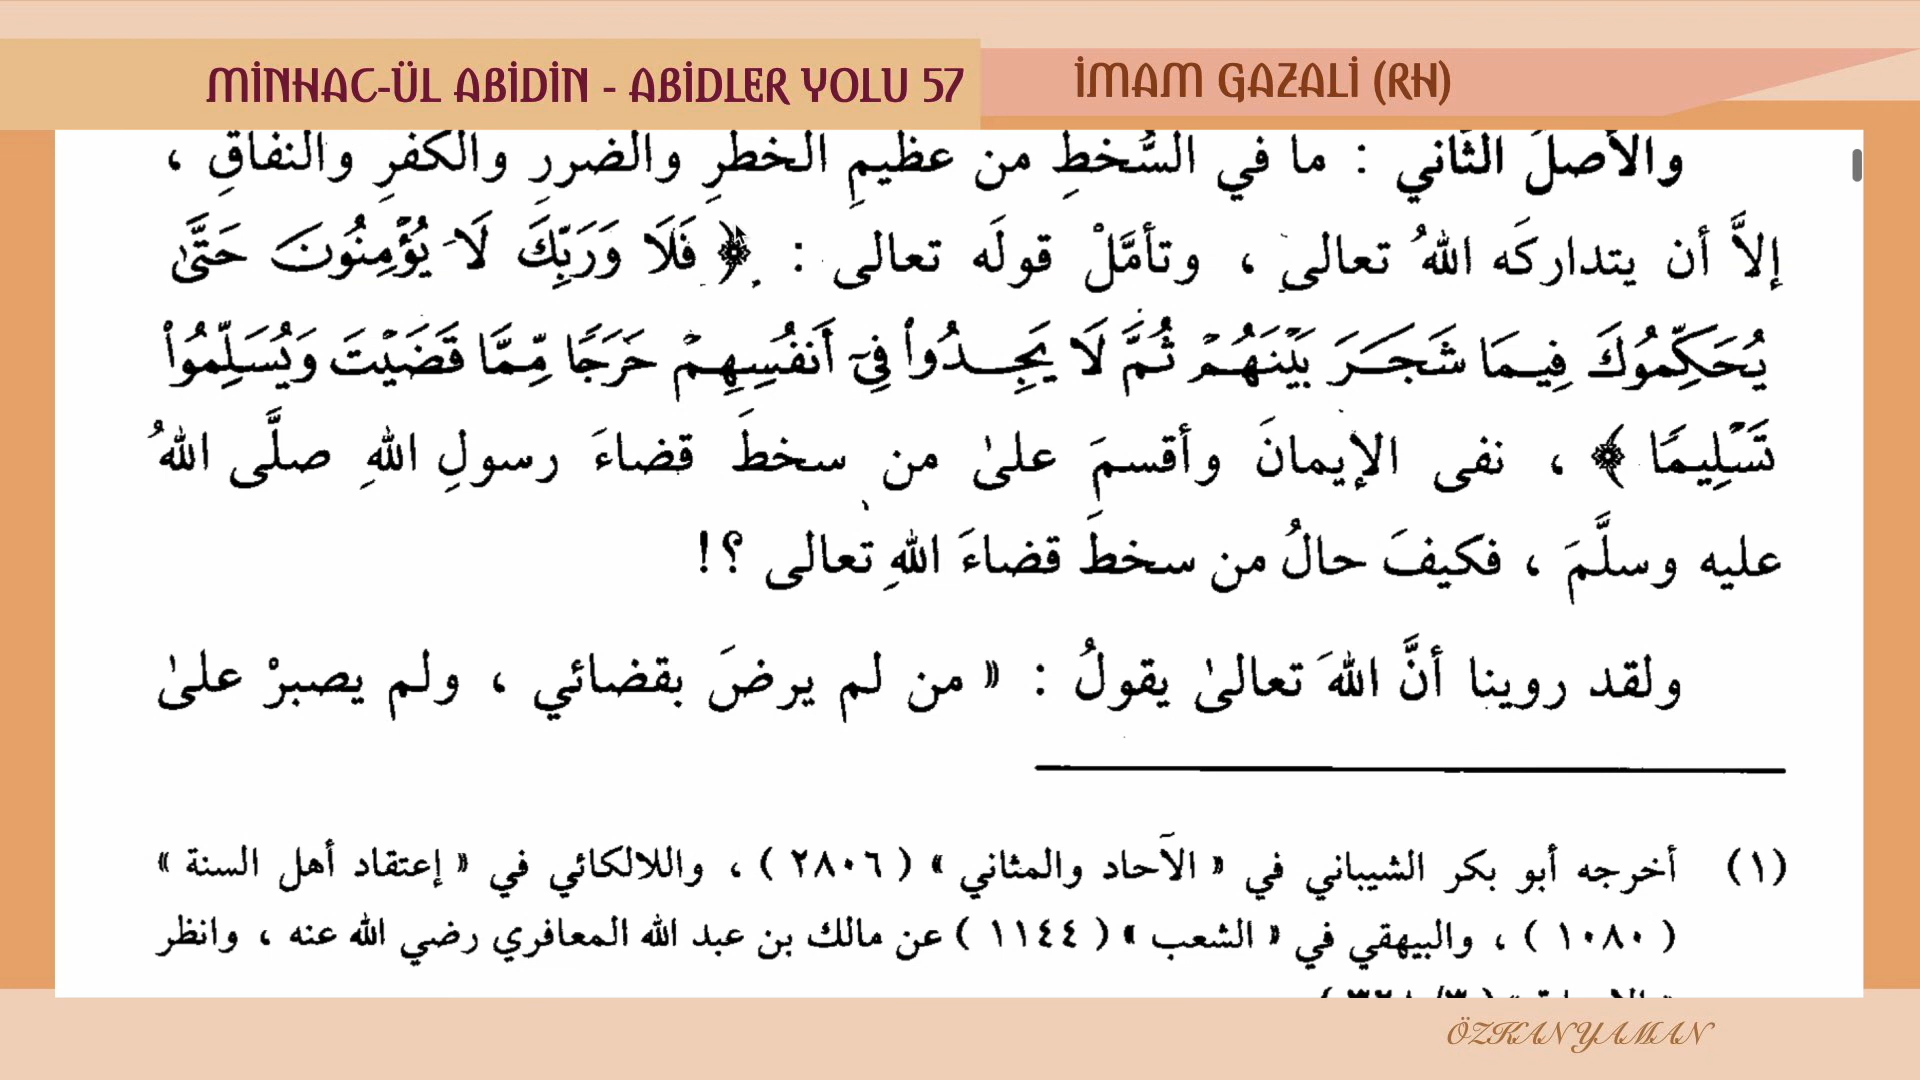 MİNHAC-ÜL ABİDİN - ABİDLER YOLU 57
İMAM GAZALİ (RH)
والأصلُ الثَّاني : ما في السُّخطِ من عظيمِ الخطرِ والضررِ والكفرِ والنفاقِ ،
إلاَّ أن يتداركَه اللهُ تعالى ، وتأمَّلْ قولَه تعالى : ﴿ فَلَا وَرَبِّكَ لَا يُؤْمِنُونَ حَتَّىٰ
يُحَكِّمُوكَ فِيمَا شَجَرَ بَيْنَهُمْ ثُمَّ لَا يَجِدُوا۟ فِىٓ أَنفُسِهِمْ حَرَجًا مِّمَّا قَضَيْتَ وَيُسَلِّمُوا۟
تَسْلِيمًا ﴾ ، نفى الإيمانَ وأقسمَ علىٰ من سخطَ قضاءَ رسولِ اللهِ صلَّى اللهُ
عليه وسلَّمَ ، فكيفَ حالُ من سخطَ قضاءَ اللهِ تعالى ؟!
ولقد روينا أنَّ اللهَ تعالىٰ يقولُ : « من لم يرضَ بقضائي ، ولم يصبرْ علىٰ
(١) أخرجه أبو بكر الشيباني في « الآحاد والمثاني » ( ٢٨٠٦ ) ، واللالكائي في « إعتقاد أهل السنة »
( ١٠٨٠ ) ، والبيهقي في « الشعب » ( ١١٤٤ ) عن مالك بن عبد الله المعافري رضي الله عنه ، وانظر
ÖZKAN YAMAN